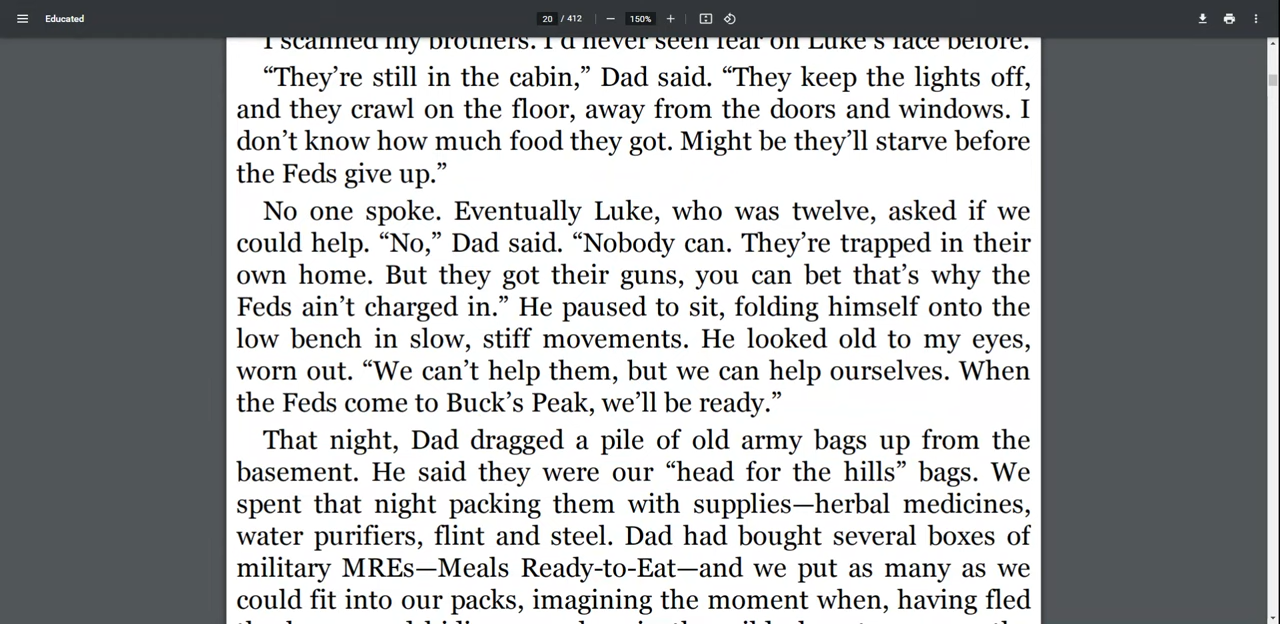 Educated
20 / 412
150%
I scanned my brothers. I'd never seen fear on Luke's face before.
“They’re still in the cabin,” Dad said. “They keep the lights off,
and they crawl on the floor, away from the doors and windows. I
don’t know how much food they got. Might be they’ll starve before
the Feds give up.”
No one spoke. Eventually Luke, who was twelve, asked if we
could help. “No,” Dad said. “Nobody can. They’re trapped in their
own home. But they got their guns, you can bet that’s why the
Feds ain’t charged in.” He paused to sit, folding himself onto the
low bench in slow, stiff movements. He looked old to my eyes,
worn out. “We can’t help them, but we can help ourselves. When
the Feds come to Buck’s Peak, we’ll be ready.”
That night, Dad dragged a pile of old army bags up from the
basement. He said they were our “head for the hills” bags. We
spent that night packing them with supplies—herbal medicines,
water purifiers, flint and steel. Dad had bought several boxes of
military MREs—Meals Ready-to-Eat—and we put as many as we
could fit into our packs, imagining the moment when, having fled